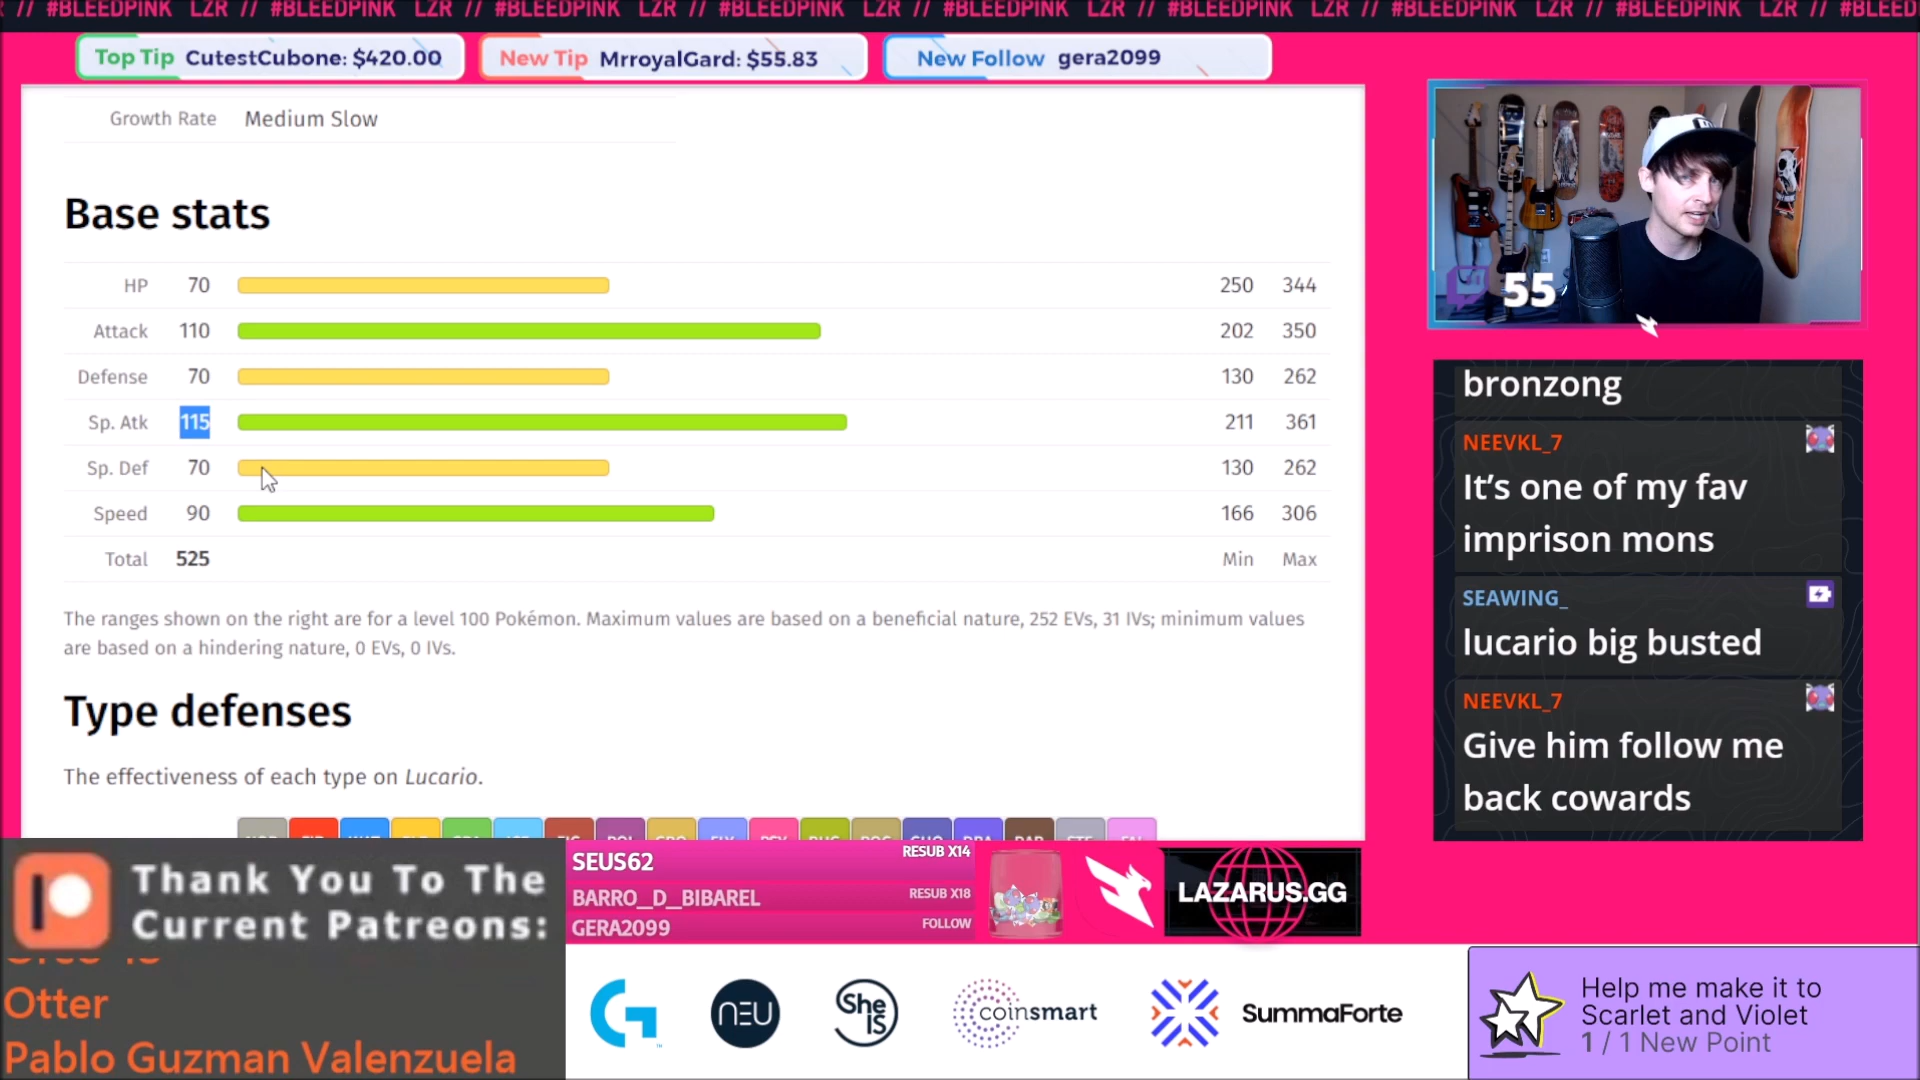 // #BLEEDPINK LZR // #BLEEDPINK LZR // #BLEEDPINK LZR // #BLEEDPINK LZR // #BLEEDPINK LZR // #BLEEDPINK LZR // #BLEEDPINK LZR // #BLEEDPINK LZR // #BLEED
Top Tip CutestCubone: $420.00
New Tip MrroyalGard: $55.83
New Follow gera2099
Growth Rate Medium Slow
Base stats
HP 70 250 344
Attack 110 202 350
Defense 70 130 262
Sp. Atk 115 211 361
Sp. Def 70 130 262
Speed 90 166 306
Total 525 Min Max
The ranges shown on the right are for a level 100 Pokémon. Maximum values are based on a beneficial nature, 252 EVs, 31 IVs; minimum values
are based on a hindering nature, 0 EVs, 0 IVs.
Type defenses
The effectiveness of each type on Lucario.
55
bronzong
NEEVKL_7
It's one of my fav
imprison mons
SEAWING_
lucario big busted
NEEVKL_7
Give him follow me
back cowards
Thank You To The
Current Patreons:
Otter
Pablo Guzman Valenzuela
SEUS62 RESUB X14
BARRO_D_BIBAREL RESUB X18
GERA2099 FOLLOW
LAZARUS.GG
NEU
She
IS
coinsmart
SummaForte
Help me make it to
Scarlet and Violet
1 / 1 New Point